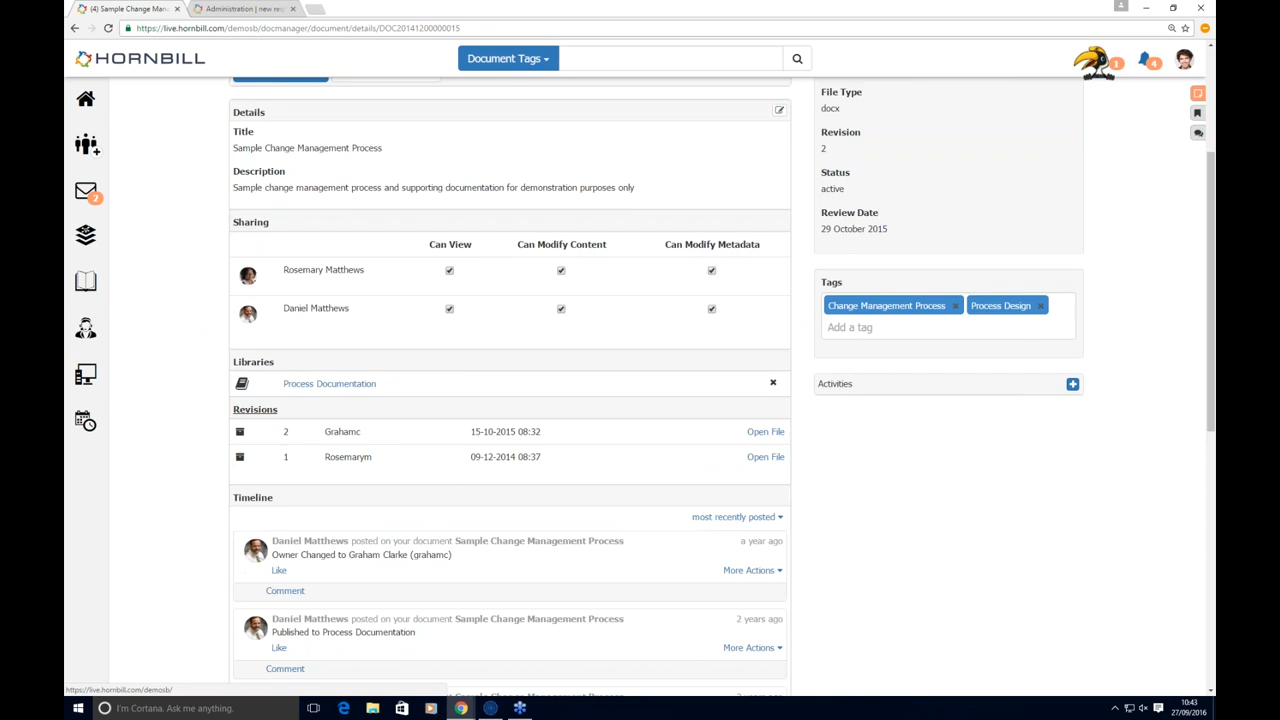 (4) Sample Change Man
Administration | new req
https://live.hornbill.com/demosb/docmanager/document/details/DOC20141200000015
HORNBILL
Document Tags
1
4
2
Details
Title
Sample Change Management Process
Description
Sample change management process and supporting documentation for demonstration purposes only
Sharing
Can View Can Modify Content Can Modify Metadata
Rosemary Matthews
Daniel Matthews
Libraries
Process Documentation
Revisions
2 Grahamc 15-10-2015 08:32 Open File
1 Rosemarym 09-12-2014 08:37 Open File
Timeline
most recently posted
Daniel Matthews posted on your document Sample Change Management Process a year ago
Owner Changed to Graham Clarke (grahamc)
Like More Actions
Comment
Daniel Matthews posted on your document Sample Change Management Process 2 years ago
Published to Process Documentation
Like More Actions
Comment
File Type
docx
Revision
2
Status
active
Review Date
29 October 2015
Tags
Change Management Process Process Design
Add a tag
Activities
https://live.hornbill.com/demosb/
I'm Cortana. Ask me anything.
10:43
27/09/2016